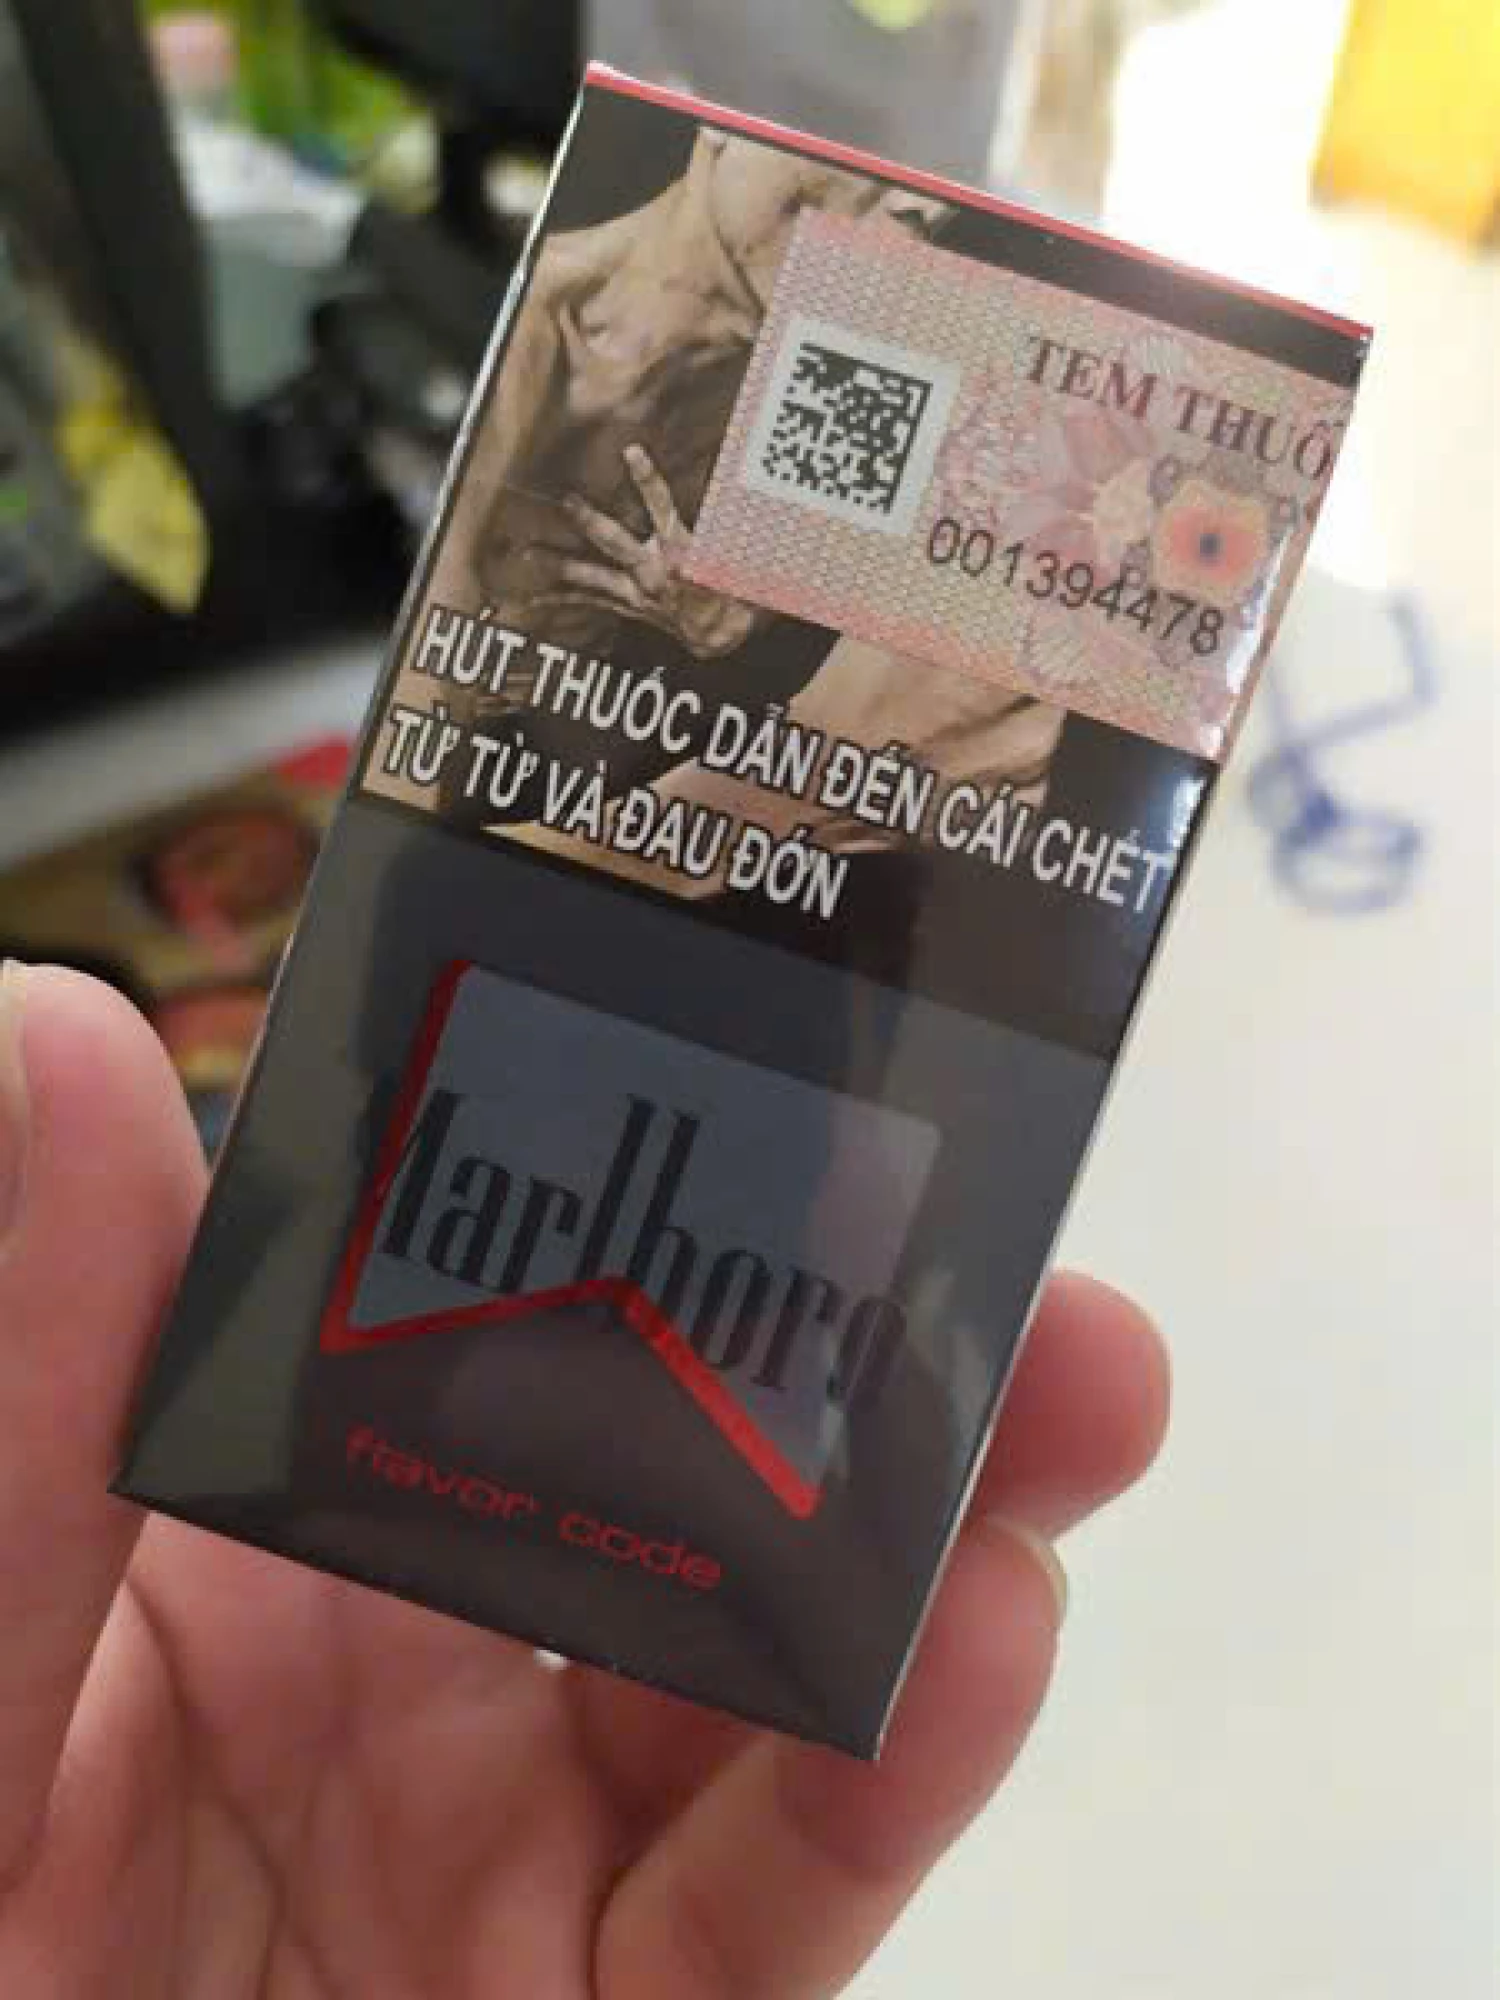 TEM THUỐ
001394478
HÚT THUỐC DẪN ĐẾN CÁI CHẾT
TỪ TỪ VÀ ĐAU ĐỚN
Marlboro
flavor code